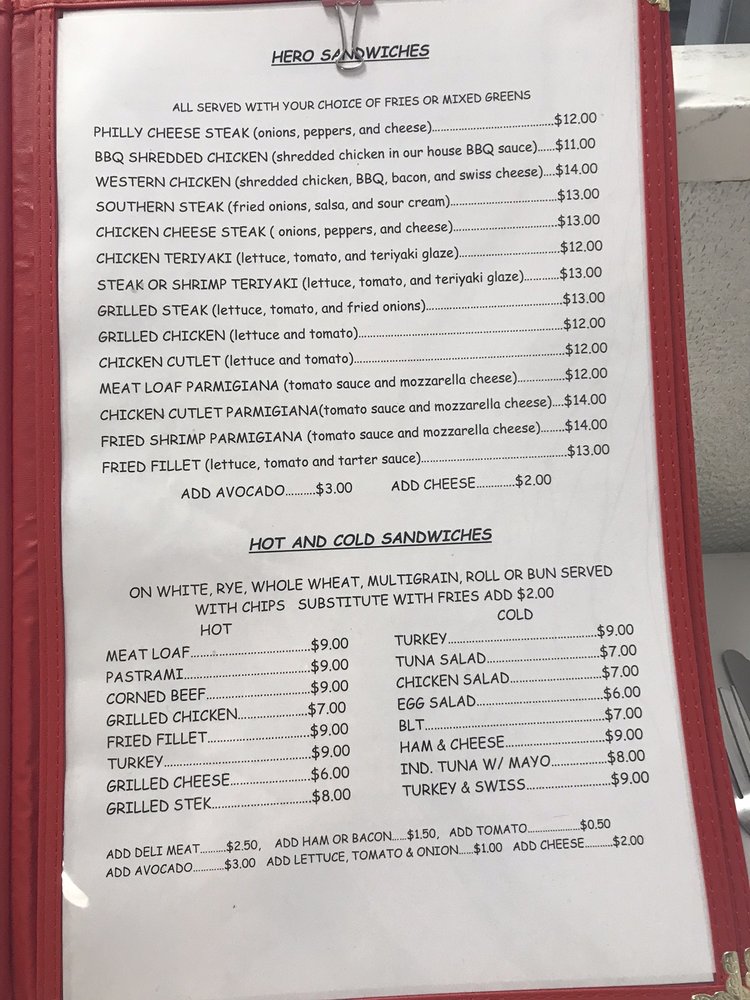 HERO SANDWICHES
ALL SERVED WITH YOUR CHOICE OF FRIES OR MIXED GREENS
PHILLY CHEESE STEAK (onions, peppers, and cheese)..........$12.00
BBQ SHREDDED CHICKEN (shredded chicken in our house BBQ sauce).....$11.00
WESTERN CHICKEN (shredded chicken, BBQ, bacon, and swiss cheese)....$14.00
SOUTHERN STEAK (fried onions, salsa, and sour cream)..........$13.00
CHICKEN CHEESE STEAK ( onions, peppers, and cheese)..........$13.00
CHICKEN TERIYAKI (lettuce, tomato, and teriyaki glaze)..........$12.00
STEAK OR SHRIMP TERIYAKI (lettuce, tomato, and teriyaki glaze)..........$13.00
GRILLED STEAK (lettuce, tomato, and fried onions)..........$13.00
GRILLED CHICKEN (lettuce and tomato)..........$12.00
CHICKEN CUTLET (lettuce and tomato)..........$12.00
MEAT LOAF PARMIGIANA (tomato sauce and mozzarella cheese)..........$12.00
CHICKEN CUTLET PARMIGIANA(tomato sauce and mozzarella cheese)....$14.00
FRIED SHRIMP PARMIGIANA (tomato sauce and mozzarella cheese).......$14.00
FRIED FILLET (lettuce, tomato and tarter sauce)..........$13.00
ADD AVOCADO.........$3.00 ADD CHEESE............$2.00
HOT AND COLD SANDWICHES
ON WHITE, RYE, WHOLE WHEAT, MULTIGRAIN, ROLL OR BUN SERVED
WITH CHIPS SUBSTITUTE WITH FRIES ADD $2.00
HOT
MEAT LOAF..........$9.00
PASTRAMI..........$9.00
CORNED BEEF..........$9.00
GRILLED CHICKEN..........$7.00
FRIED FILLET..........$9.00
TURKEY..........$9.00
GRILLED CHEESE..........$6.00
GRILLED STEK..........$8.00
COLD
TURKEY..........$9.00
TUNA SALAD..........$7.00
CHICKEN SALAD..........$7.00
EGG SALAD..........$6.00
BLT..........$7.00
HAM & CHEESE..........$9.00
IND. TUNA W/ MAYO..........$8.00
TURKEY & SWISS..........$9.00
ADD DELI MEAT..........$2.50, ADD HAM OR BACON.....$1.50, ADD TOMATO..........$0.50
ADD AVOCADO............$3.00 ADD LETTUCE, TOMATO & ONION.....$1.00 ADD CHEESE..........$2.00